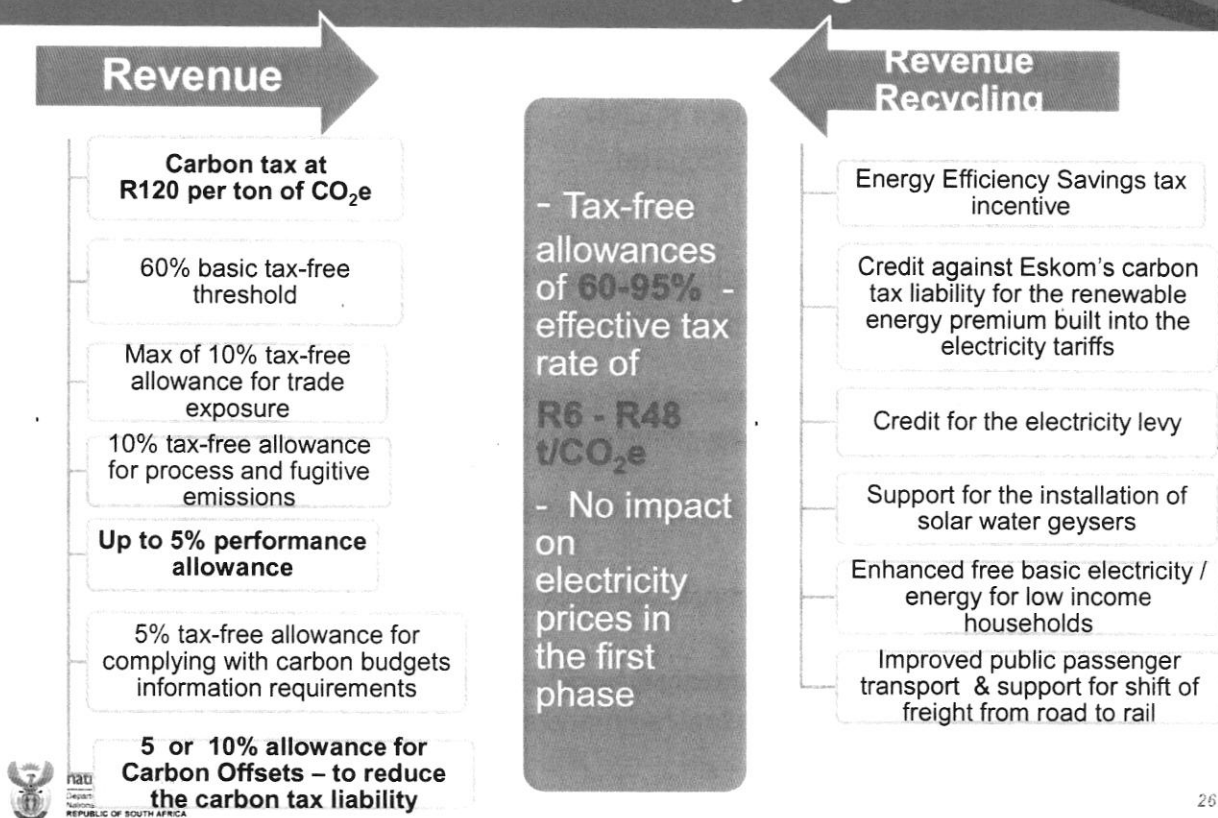 Revenue
Carbon tax at
R120 per ton of CO₂e
60% basic tax-free
threshold
Max of 10% tax-free
allowance for trade
exposure
10% tax-free allowance
for process and fugitive
emissions
Up to 5% performance
allowance
5% tax-free allowance for
complying with carbon budgets
information requirements
5 or 10% allowance for
Carbon Offsets – to reduce
the carbon tax liability
- Tax-free
allowances
of 60-95% -
effective tax
rate of
R6 - R48
t/CO₂e
- No impact
on
electricity
prices in
the first
phase
Revenue
Recycling
Energy Efficiency Savings tax
incentive
Credit against Eskom's carbon
tax liability for the renewable
energy premium built into the
electricity tariffs
Credit for the electricity levy
Support for the installation of
solar water geysers
Enhanced free basic electricity /
energy for low income
households
Improved public passenger
transport & support for shift of
freight from road to rail
REPUBLIC OF SOUTH AFRICA
26